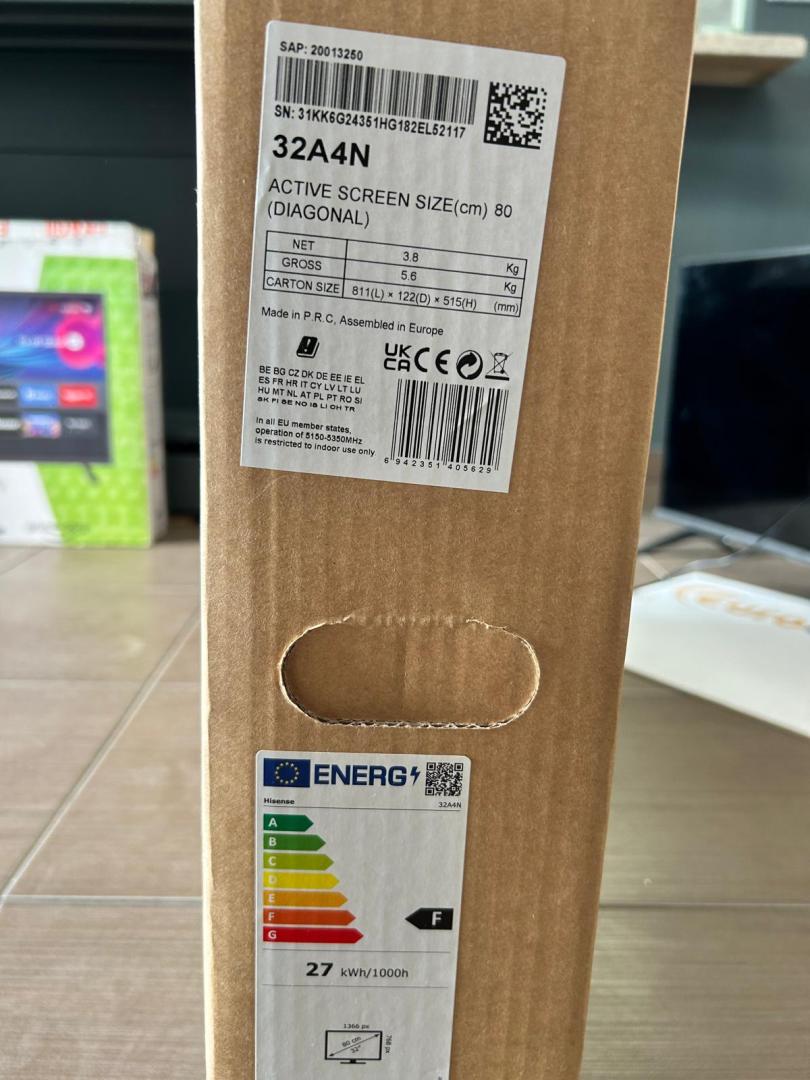 SAP: 20013250
SN: 31KK6G24351HG182EL52117
32A4N
ACTIVE SCREEN SIZE(cm) 80
(DIAGONAL)
NET 3.8 Kg
GROSS 5.6 Kg
CARTON SIZE 811(L) × 122(D) × 515(H) (mm)
Made in P.R.C, Assembled in Europe
UK
CA CE
BE BG CZ DK DE EE IE EL
ES FR HR IT CY LV LT LU
HU MT NL AT PL PT RO SI
SK FI SE NO IS LI CH TR
In all EU member states,
operation of 5150-5350MHz
is restricted to indoor use only
6 942351 405629
ENERG
Hisense 32A4N
A
B
C
D
E
F
G
F
27 kWh/1000h
1366 px
80 cm
32"
768 px